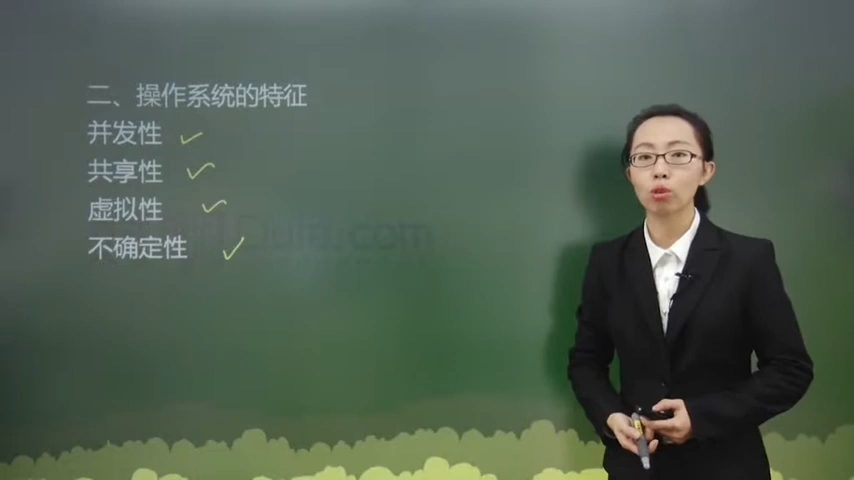 二、操作系统的特征
并发性
共享性
虚拟性
不确定性